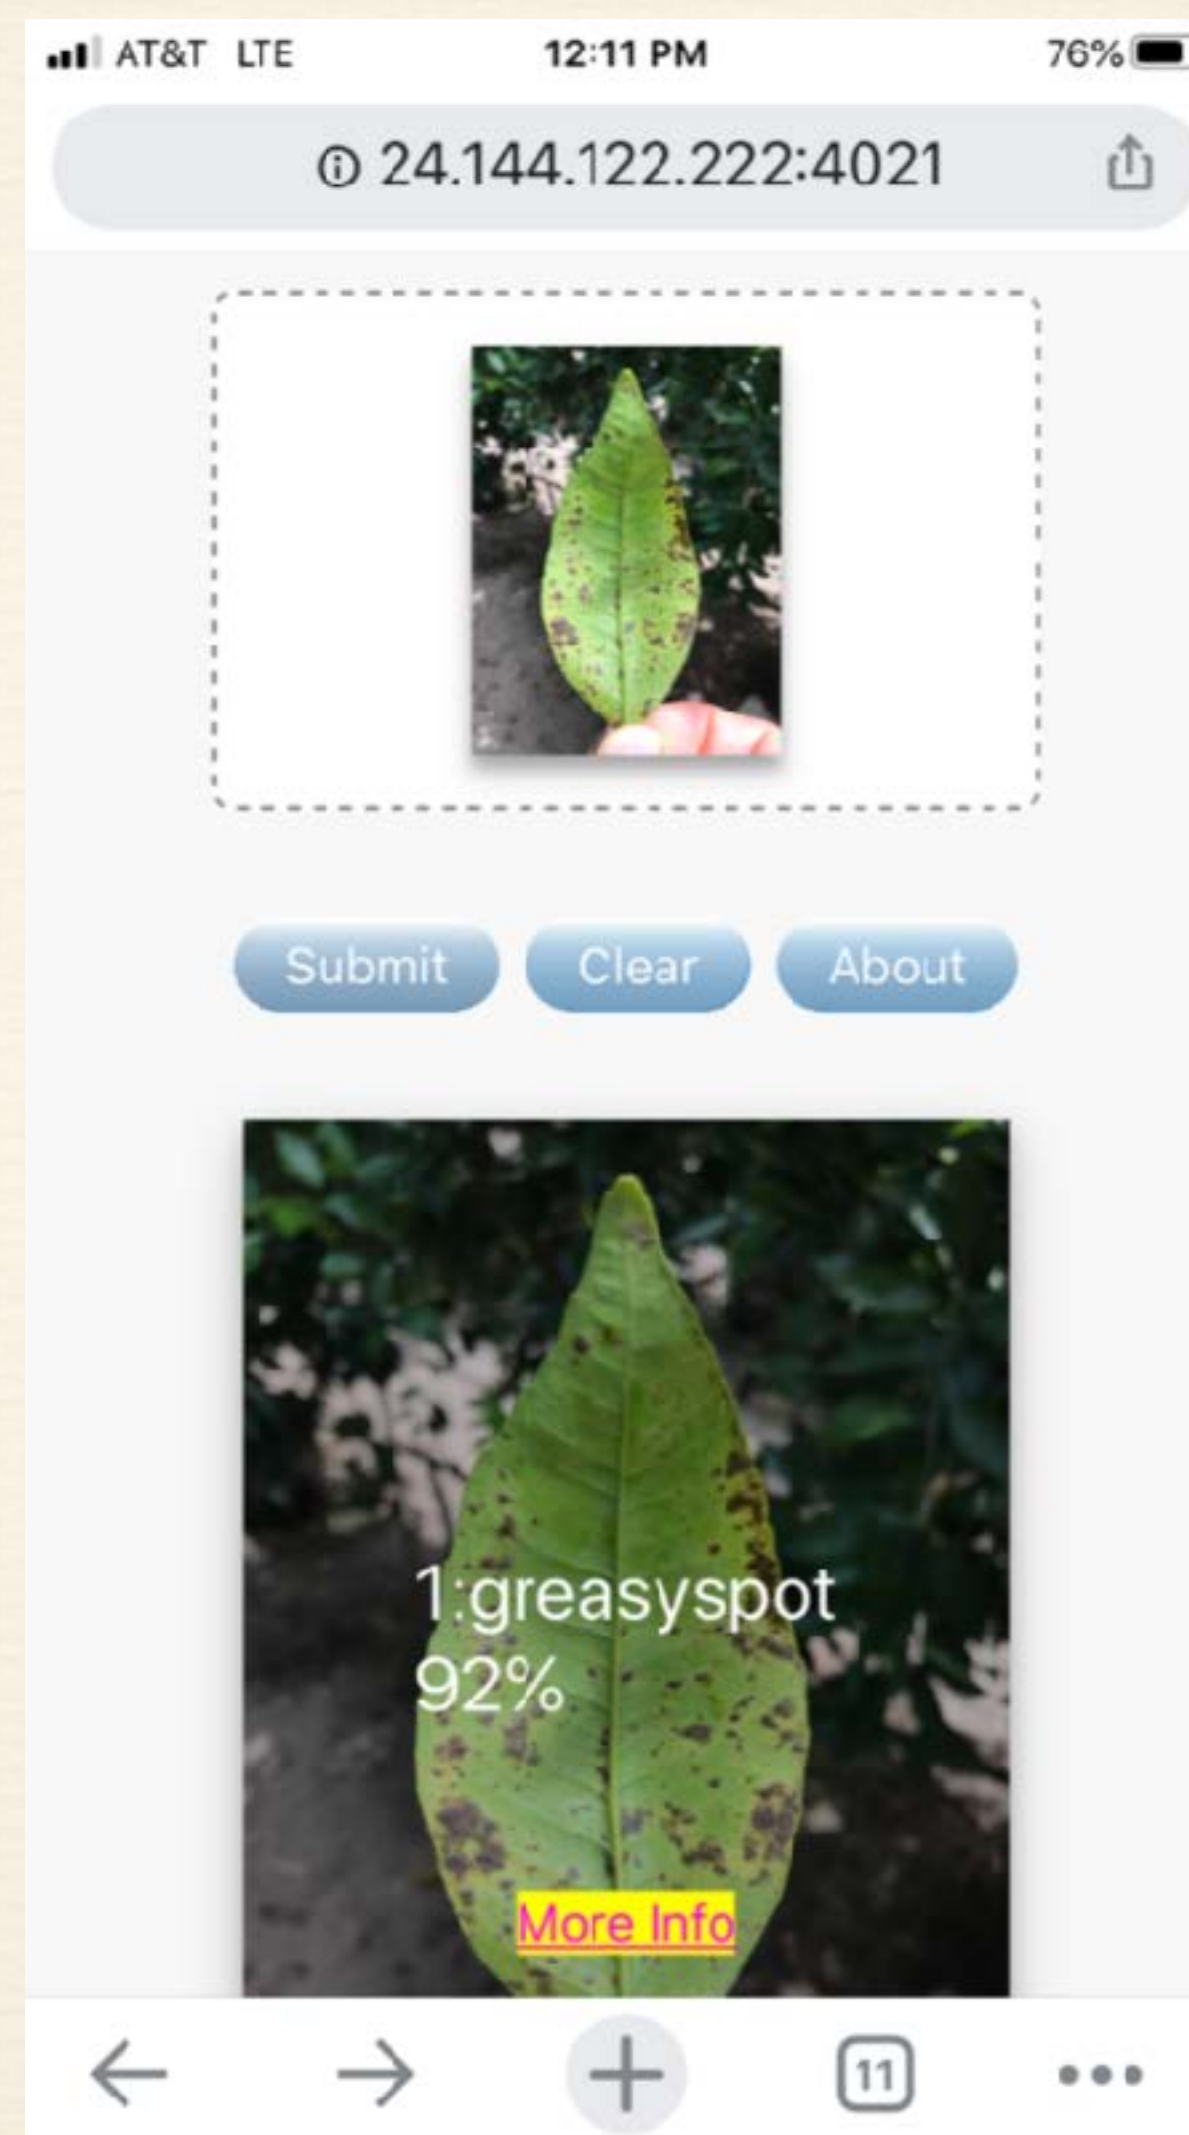 AT&T LTE 12:11 PM 76%
24.144.122.222:4021
Submit Clear About
1:greasyspot
92%
More Info
11